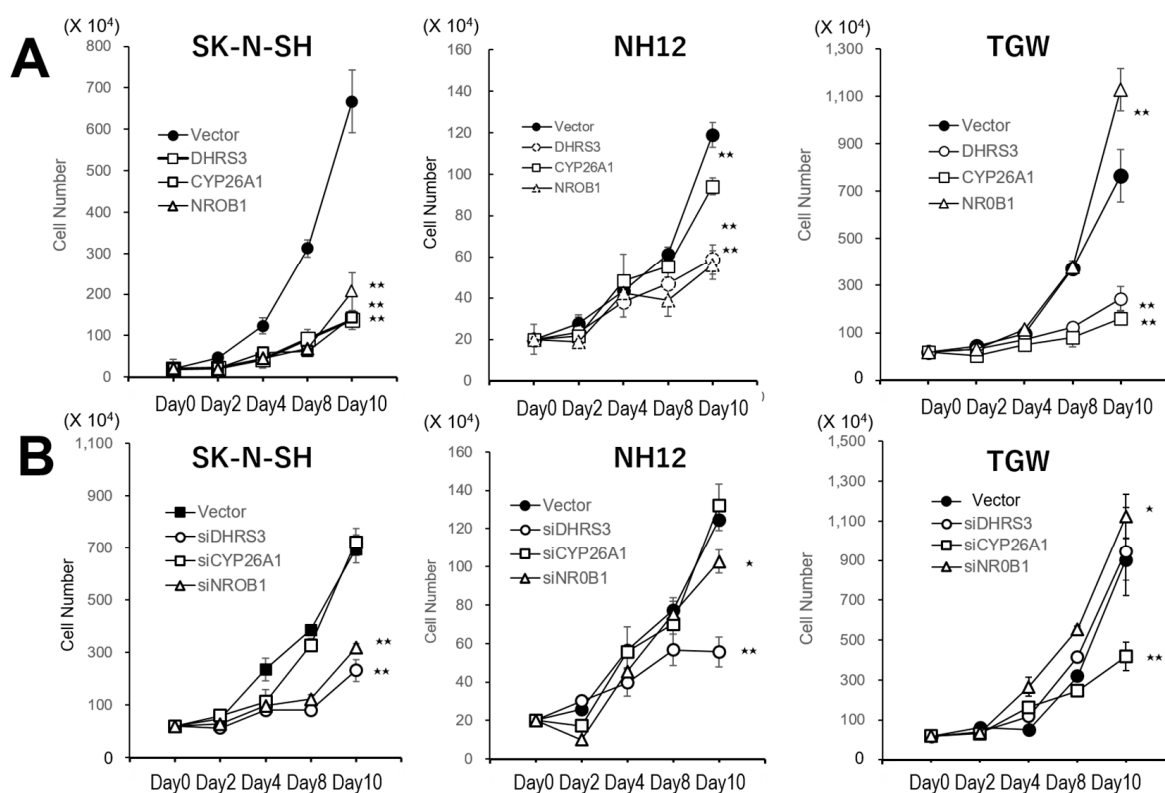 A
(X 10⁴)
SK-N-SH
800
700
600
500
400
300
200
100
0
Cell Number
Vector
DHRS3
CYP26A1
NROB1
★★
★★
★★
Day0 Day2 Day4 Day8 Day10
(X 10⁴)
NH12
160
140
120
100
80
60
40
20
0
Cell Number
Vector
DHRS3
CYP26A1
NROB1
★★
★★
★★
Day0 Day2 Day4 Day8 Day10
(X 10⁴)
TGW
1,300
1,100
900
700
500
300
100
0
Cell Number
Vector
DHRS3
CYP26A1
NR0B1
★★
★★
★★
Day0 Day2 Day4 Day8 Day10
B
(X 10⁴)
SK-N-SH
1,100
900
700
500
300
100
0
Cell Number
Vector
siDHRS3
siCYP26A1
siNROB1
★★
★★
Day0 Day2 Day4 Day8 Day10
(X 10⁴)
NH12
160
140
120
100
80
60
40
20
0
Cell Number
Vector
siDHRS3
siCYP26A1
siNR0B1
★
★★
Day0 Day2 Day4 Day8 Day10
(X 10⁴)
TGW
1,500
1,300
1,100
900
700
500
300
100
0
Cell Number
Vector
siDHRS3
siCYP26A1
siNR0B1
★
★★
Day0 Day2 Day4 Day8 Day10